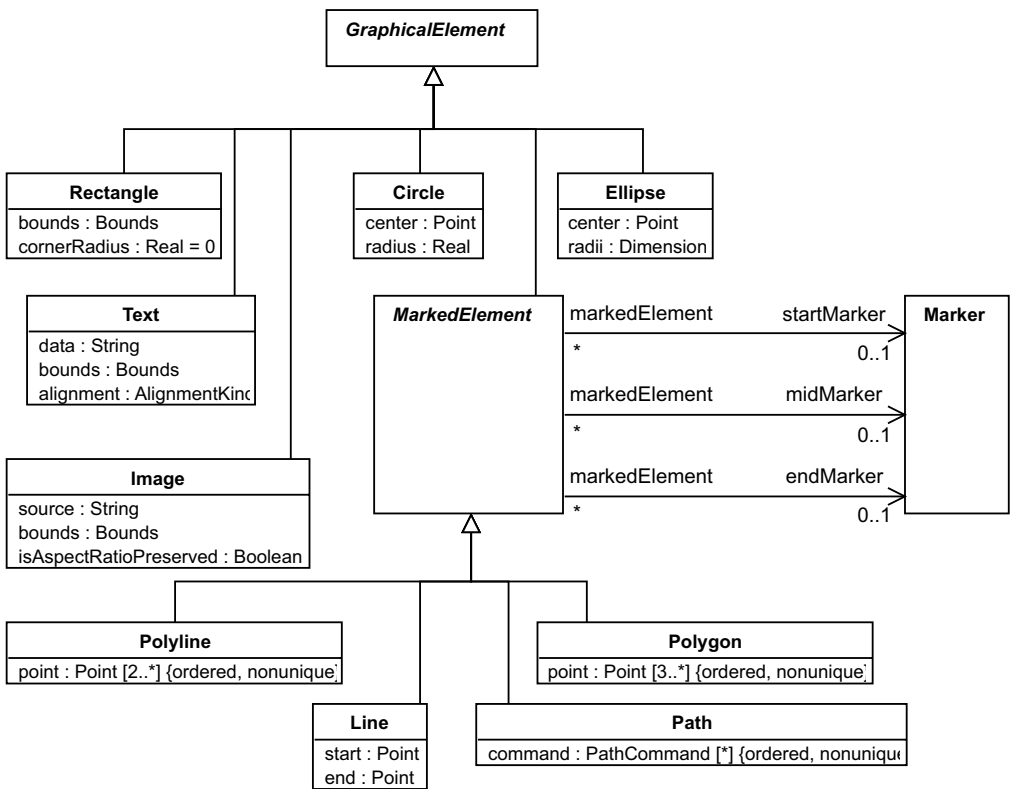 GraphicalElement
Rectangle
bounds : Bounds
cornerRadius : Real = 0
Circle
center : Point
radius : Real
Ellipse
center : Point
radii : Dimension
Text
data : String
bounds : Bounds
alignment : AlignmentKind
MarkedElement
markedElement startMarker
* 0..1
markedElement midMarker
* 0..1
markedElement endMarker
* 0..1
Marker
Image
source : String
bounds : Bounds
isAspectRatioPreserved : Boolean
Polyline
point : Point [2..*] {ordered, nonunique}
Polygon
point : Point [3..*] {ordered, nonunique}
Line
start : Point
end : Point
Path
command : PathCommand [*] {ordered, nonunique